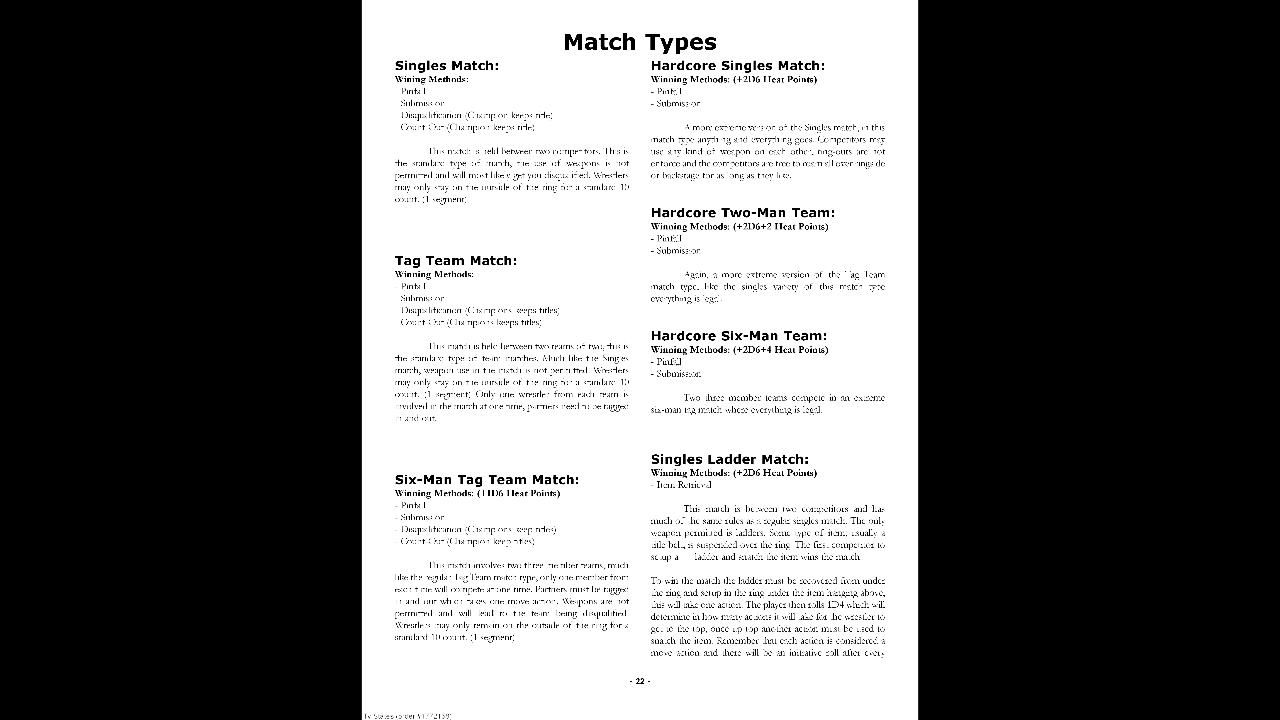 Match Types
Singles Match:
Wining Methods:
- Pinfall
- Submission
- Disqualification (Champion keeps title)
- Count Out (Champion keeps title)
This match is held between two competitors. This is
the standard type of match, the use of weapons is not
permitted and will most likely get you disqualified. Wrestlers
may only stay on the outside of the ring for a standard 10
count. (1 segment)
Tag Team Match:
Winning Methods:
- Pinfall
- Submission
- Disqualification (Champions keeps titles)
- Count Out (Champions keeps titles)
This match is held between two teams of two, this is
the standard type of team matches. Much like the Singles
match, weapon use in the match is not permitted. Wrestlers
may only stay on the outside of the ring for a standard 10
count. (1 segment) Only one wrestler from each team is
involved in the match at one time, partners need to be tagged
in and out.
Six-Man Tag Team Match:
Winning Methods: (+1D6 Heat Points)
- Pinfall
- Submission
- Disqualification (Champions keep titles)
- Count Out (Champion keep titles)
This match involves two three member teams, much
like the regular Tag Team match type, only one member from
each time will compete at one time. Partners must be tagged
in and out which takes one move action. Weapons are not
permitted and will lead to the team being disqualified.
Wrestlers may only remain on the outside of the ring for a
standard 10 count. (1 segment)
Hardcore Singles Match:
Winning Methods: (+2D6 Heat Points)
- Pinfall
- Submission
A more extreme version of the Singles match, in this
match type anything and everything goes. Competitors may
use any kind of weapon on each other, ring-outs are not
enforce and the competitors are free to roam all over ringside
or backstage for as long as they like.
Hardcore Two-Man Team:
Winning Methods: (+2D6+2 Heat Points)
- Pinfall
- Submission
Again, a more extreme version of the Tag Team
match type, like the singles variety of this match type
everything is legal.
Hardcore Six-Man Team:
Winning Methods: (+2D6+4 Heat Points)
- Pinfall
- Submission
Two three member teams compete in an extreme
six-man tag match where everything is legal.
Singles Ladder Match:
Winning Methods: (+2D6 Heat Points)
- Item Retrieval
This match is between two competitors and has
much of the same rules as a regular singles match. The only
weapon permitted is ladders. Some type of item, usually a
title belt, is suspended over the ring. The first competitor to
setup a ladder and snatch the item wins the match.
To win the match the ladder must be recovered from under
the ring and setup in the ring under the item hanging above,
this will take one action. The player then rolls 1D4 which will
determine in how many actions it will take for the wrestler to
get to the top, once up top another action must be used to
snatch the item. Remember that each action is considered a
move action and there will be an initiative roll after every
- 22 -